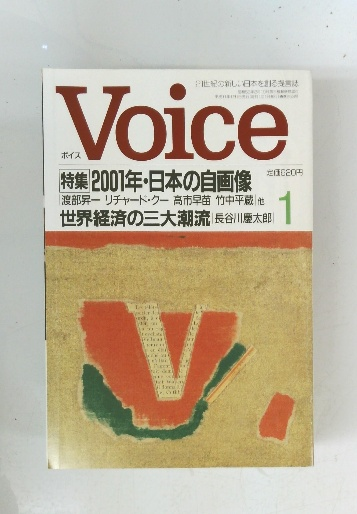 21世紀の新しい日本を創る提言誌
Voice
ボイス
定価620円
特集 2001年・日本の自画像
渡部昇一 リチャード・クー 高市早苗 竹中平蔵 他
世界経済の三大潮流 長谷川慶太郎
1
V